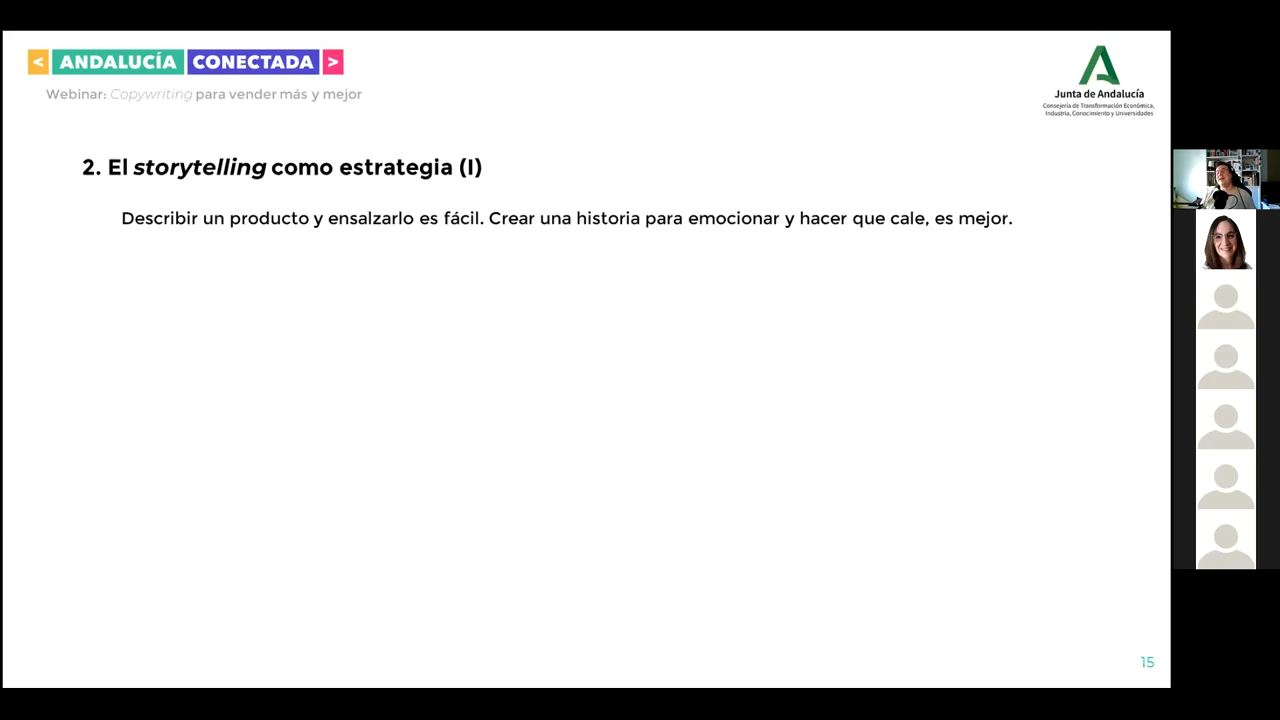 < ANDALUCÍA CONECTADA >
Webinar: Copywriting para vender más y mejor
Junta de Andalucía
Consejería de Transformación Económica,
Industria, Conocimiento y Universidades
2. El storytelling como estrategia (I)
Describir un producto y ensalzarlo es fácil. Crear una historia para emocionar y hacer que cale, es mejor.
15